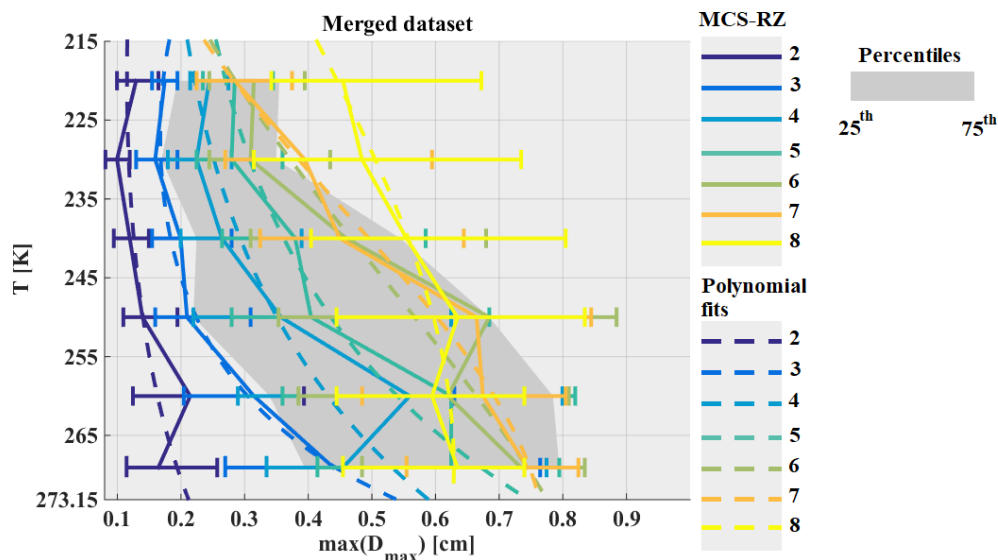 Merged dataset
T [K]
215
225
235
245
255
265
273.15
0.1 0.2 0.3 0.4 0.5 0.6 0.7 0.8 0.9
max(D_max) [cm]
MCS-RZ
2
3
4
5
6
7
8
Polynomial
fits
2
3
4
5
6
7
8
Percentiles
25th 75th